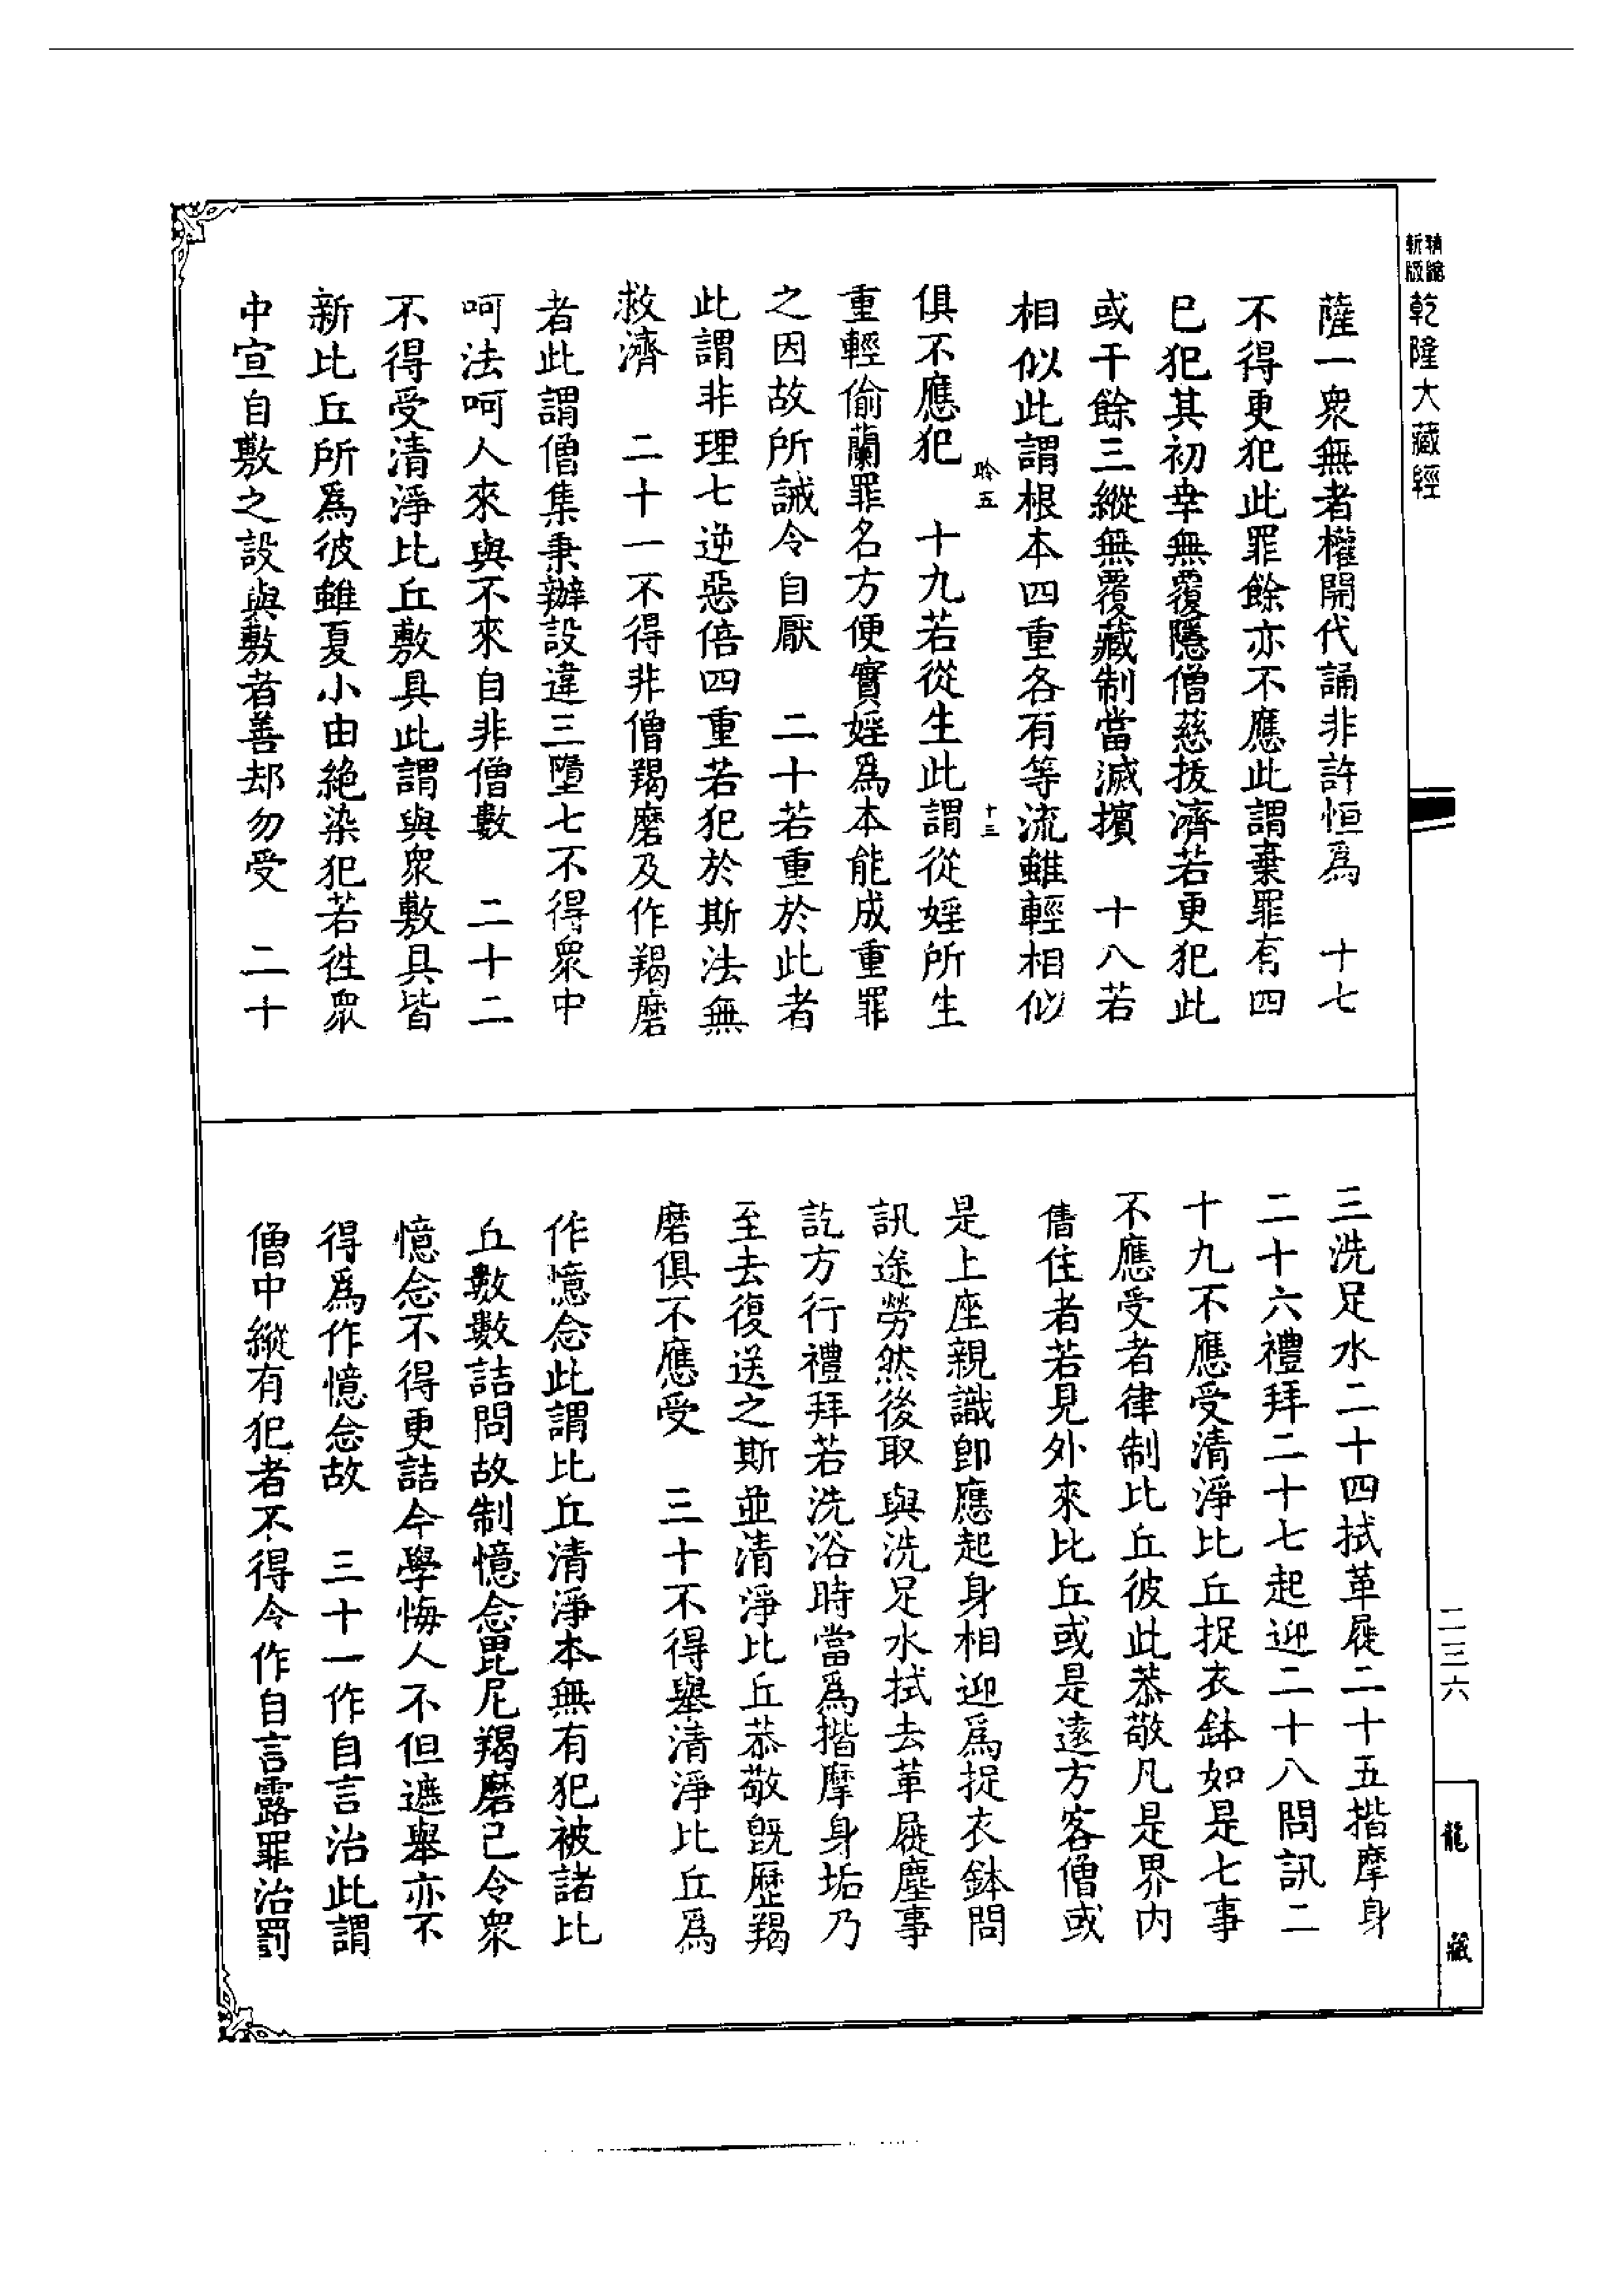 精鐫新版乾隆大藏經
薩一衆無者權開代誦非許恒爲　十七
不得更犯此罪餘亦不應此謂棄罪有四
已犯其初幸無覆隱僧慈拔濟若更犯此
或干餘三縱無覆藏制當滅擯　十八若
相似此謂根本四重各有等流雖輕相似
聆五　十三
俱不應犯　十九若從生此謂從婬所生
重輕偷蘭罪名方便實婬爲本能成重罪
之因故所誡令自厭　二十若重於此者
此謂非理七逆惡倍四重若犯於斯法無
救濟　二十一不得非僧羯磨及作羯磨
者此謂僧集秉辦設違三墮七不得衆中
呵法呵人來與不來自非僧數　二十二
不得受清淨比丘敷具此謂與衆敷具皆
新比丘所爲彼雖夏小由絶染犯若徃衆
中宣自敷之設與敷者善却勿受　二十
三洗足水二十四拭革屣二十五揩摩身
二十六禮拜二十七起迎二十八問訊二
十九不應受清淨比丘捉衣鉢如是七事
不應受者律制比丘彼此恭敬凡是界内
僧住者若見外來比丘或是遠方客僧或
是上座親識卽應起身相迎爲捉衣鉢問
訊途勞然後取與洗足水拭去革屣塵事
訖方行禮拜若洗浴時當爲揩摩身垢乃
至去復送之斯並清淨比丘恭敬旣歷羯
磨俱不應受　三十不得舉清淨比丘爲
作憶念此謂比丘清淨本無有犯被諸比
丘數數詰問故制憶念毘尼羯磨已令衆
憶念不得更詰今學悔人不但遮舉亦不
得爲作憶念故　三十一作自言治此謂
僧中縱有犯者不得令作自言露罪治罰
二三六
龍藏